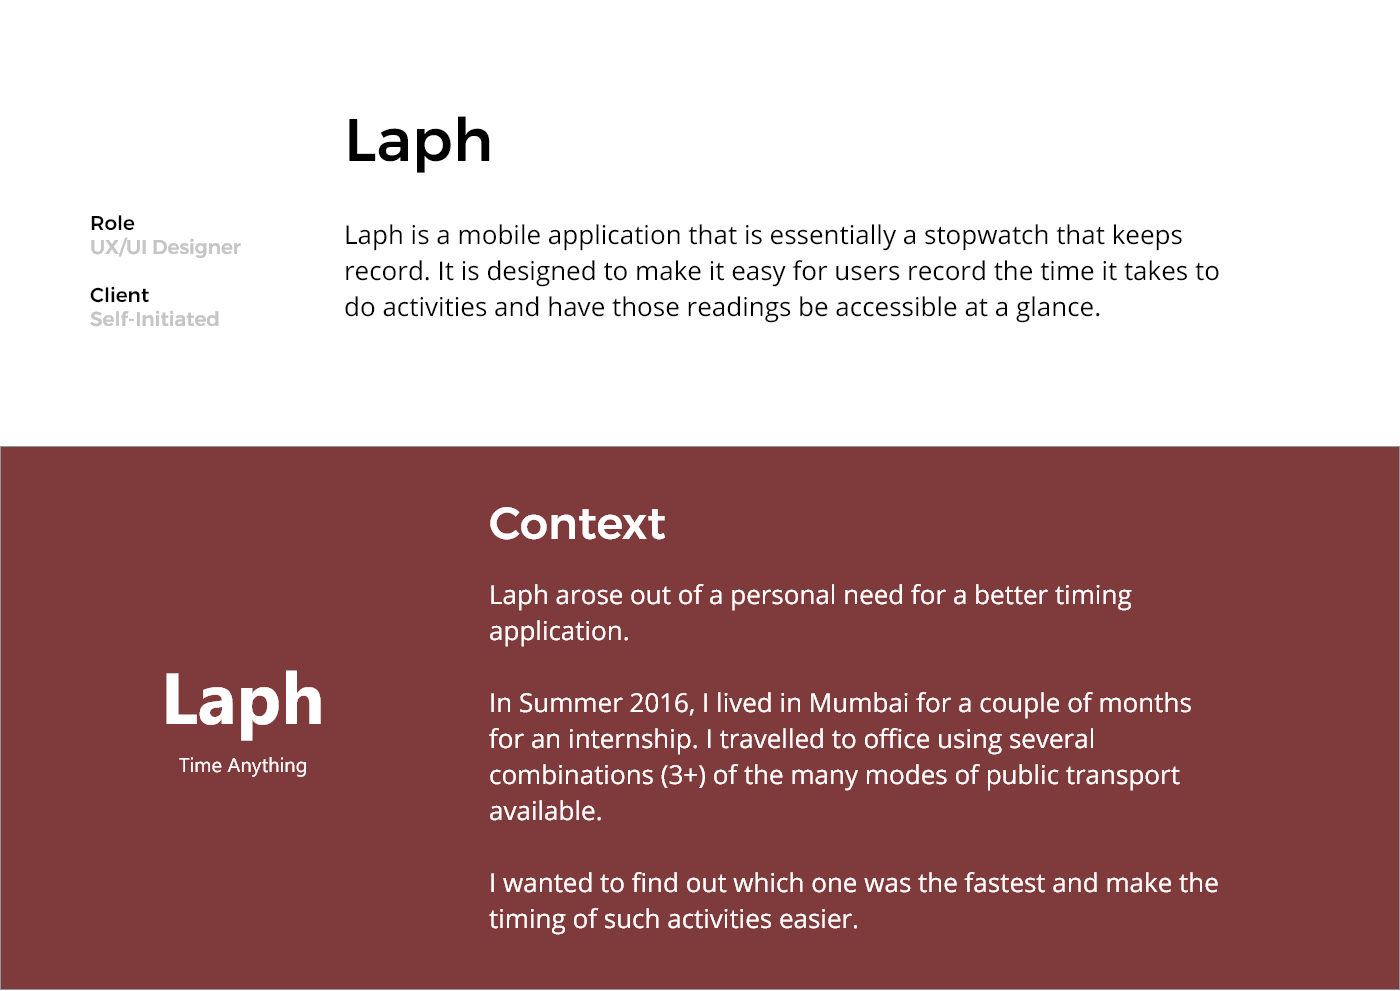 Laph
Role
UX/UI Designer
Client
Self-Initiated
Laph is a mobile application that is essentially a stopwatch that keeps
record. It is designed to make it easy for users record the time it takes to
do activities and have those readings be accessible at a glance.
Laph
Time Anything
Context
Laph arose out of a personal need for a better timing
application.
In Summer 2016, I lived in Mumbai for a couple of months
for an internship. I travelled to office using several
combinations (3+) of the many modes of public transport
available.
I wanted to find out which one was the fastest and make the
timing of such activities easier.